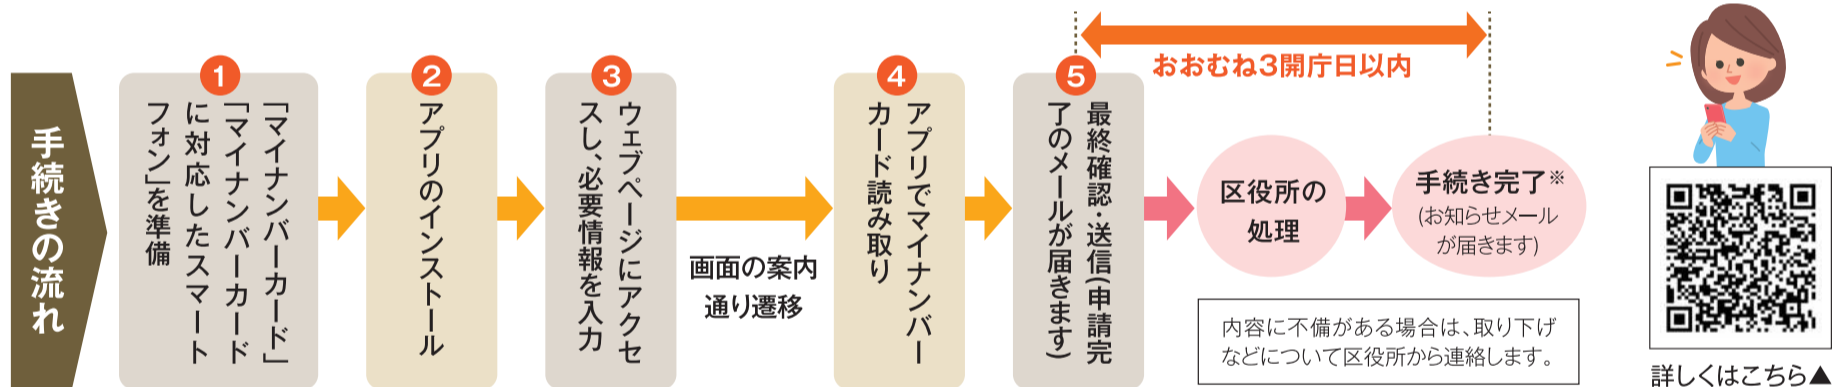 手続きの流れ
1
「マイナンバーカード」
「マイナンバーカード
に対応したスマート
フォン」を準備
2
アプリのインストール
3
ウェブページにアクセ
スし、必要情報を入力
画面の案内
通り遷移
4
アプリでマイナンバー
カード読み取り
5
最終確認・送信(申請完
了のメールが届きます)
おおむね3開庁日以内
区役所の
処理
手続き完了※
(お知らせメール
が届きます)
内容に不備がある場合は、取り下げ
などについて区役所から連絡します。
詳しくはこちら▲